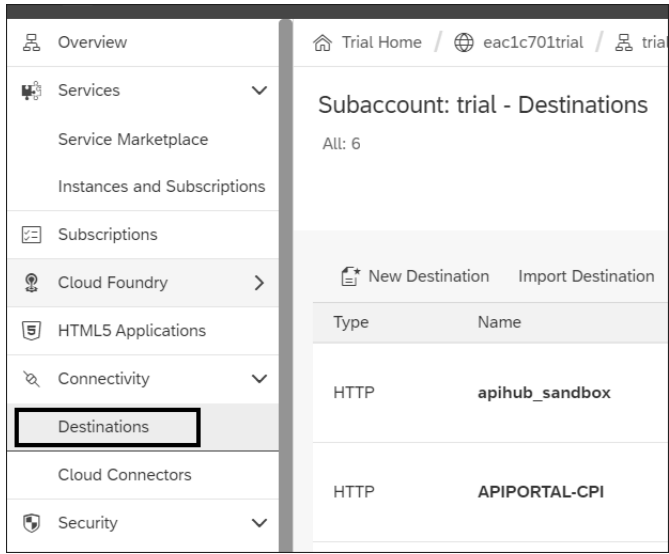 Overview
Services
Service Marketplace
Instances and Subscriptions
Subscriptions
Cloud Foundry
HTML5 Applications
Connectivity
Destinations
Cloud Connectors
Security
Trial Home / eac1c701trial / trial
Subaccount: trial - Destinations
All: 6
New Destination Import Destination
Type Name
HTTP apihub_sandbox
HTTP APIPORTAL-CPI